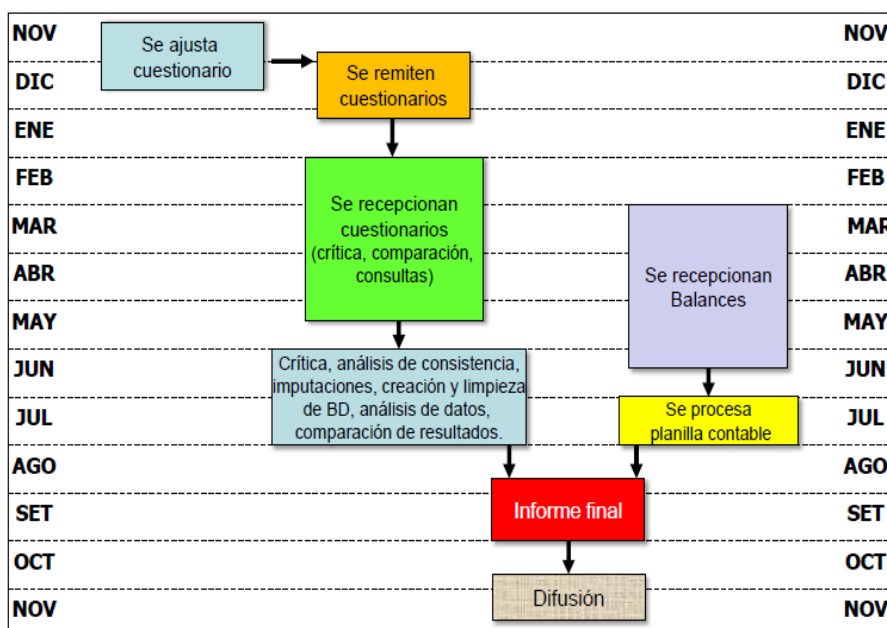 NOV
DIC
ENE
FEB
MAR
ABR
MAY
JUN
JUL
AGO
SET
OCT
NOV
Se ajusta
cuestionario
Se remiten
cuestionarios
Se recepcionan
cuestionarios
(crítica, comparación,
consultas)
Se recepcionan
Balances
Crítica, análisis de consistencia,
imputaciones, creación y limpieza
de BD, análisis de datos,
comparación de resultados.
Se procesa
planilla contable
Informe final
Difusión
NOV
DIC
ENE
FEB
MAR
ABR
MAY
JUN
JUL
AGO
SET
OCT
NOV